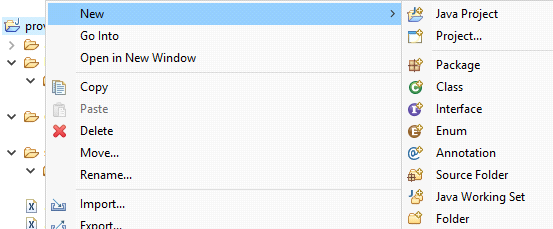 prov
New
Go Into
Open in New Window
Copy
Paste
Delete
Move...
Rename...
Import...
Export...
Java Project
Project...
Package
Class
Interface
Enum
Annotation
Source Folder
Java Working Set
Folder